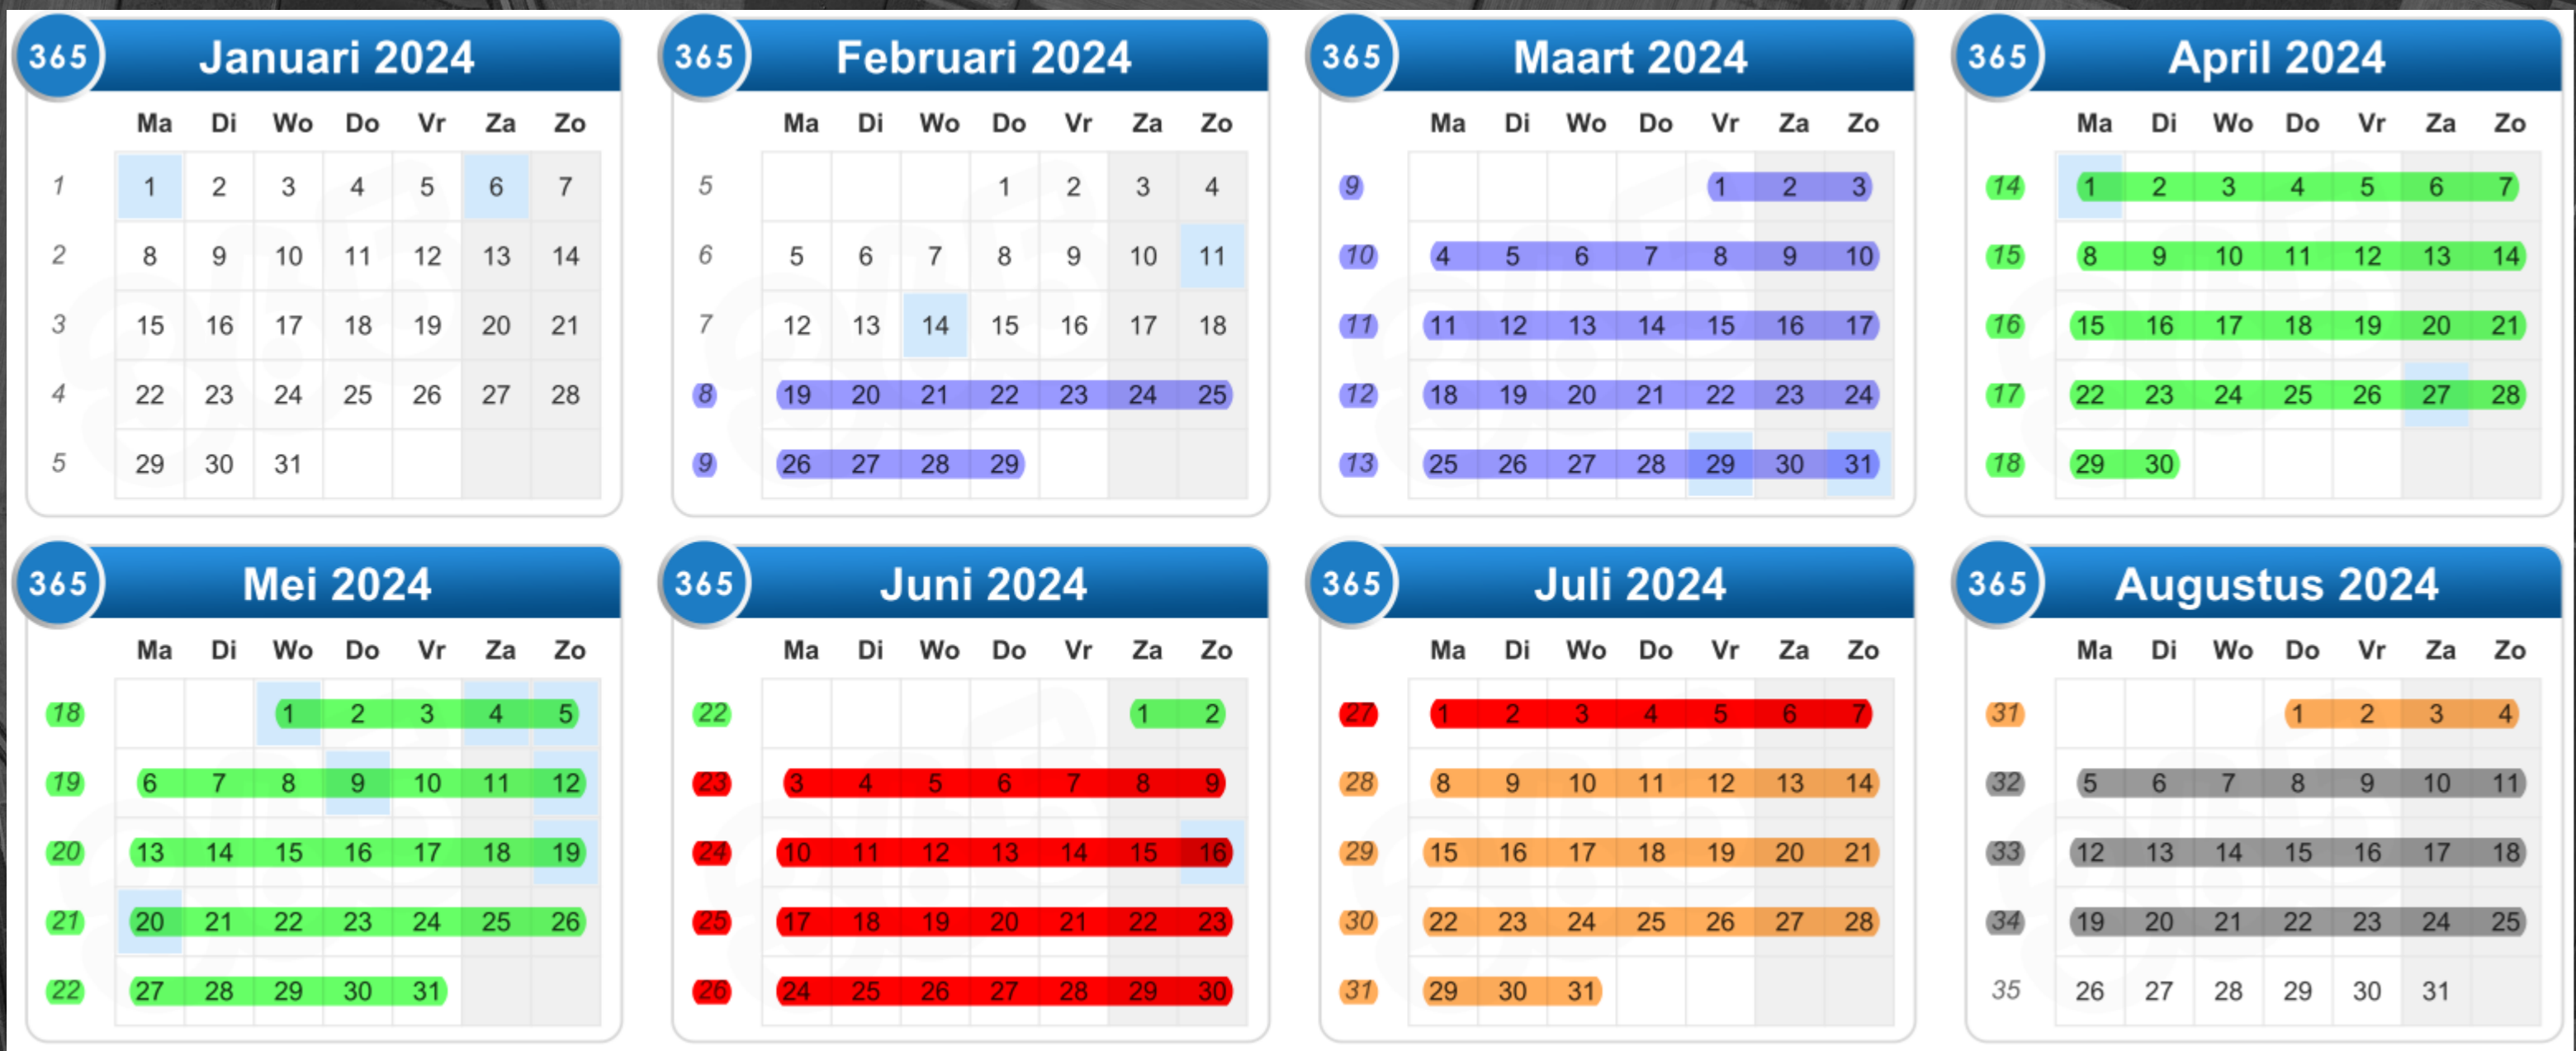 365 Januari 2024
Ma Di Wo Do Vr Za Zo
1 1 2 3 4 5 6 7
2 8 9 10 11 12 13 14
3 15 16 17 18 19 20 21
4 22 23 24 25 26 27 28
5 29 30 31
365 Februari 2024
Ma Di Wo Do Vr Za Zo
5 1 2 3 4
6 5 6 7 8 9 10 11
7 12 13 14 15 16 17 18
8 19 20 21 22 23 24 25
9 26 27 28 29
365 Maart 2024
Ma Di Wo Do Vr Za Zo
9 1 2 3
10 4 5 6 7 8 9 10
11 11 12 13 14 15 16 17
12 18 19 20 21 22 23 24
13 25 26 27 28 29 30 31
365 April 2024
Ma Di Wo Do Vr Za Zo
14 1 2 3 4 5 6 7
15 8 9 10 11 12 13 14
16 15 16 17 18 19 20 21
17 22 23 24 25 26 27 28
18 29 30
365 Mei 2024
Ma Di Wo Do Vr Za Zo
18 1 2 3 4 5
19 6 7 8 9 10 11 12
20 13 14 15 16 17 18 19
21 20 21 22 23 24 25 26
22 27 28 29 30 31
365 Juni 2024
Ma Di Wo Do Vr Za Zo
22 1 2
23 3 4 5 6 7 8 9
24 10 11 12 13 14 15 16
25 17 18 19 20 21 22 23
26 24 25 26 27 28 29 30
365 Juli 2024
Ma Di Wo Do Vr Za Zo
27 1 2 3 4 5 6 7
28 8 9 10 11 12 13 14
29 15 16 17 18 19 20 21
30 22 23 24 25 26 27 28
31 29 30 31
365 Augustus 2024
Ma Di Wo Do Vr Za Zo
31 1 2 3 4
32 5 6 7 8 9 10 11
33 12 13 14 15 16 17 18
34 19 20 21 22 23 24 25
35 26 27 28 29 30 31